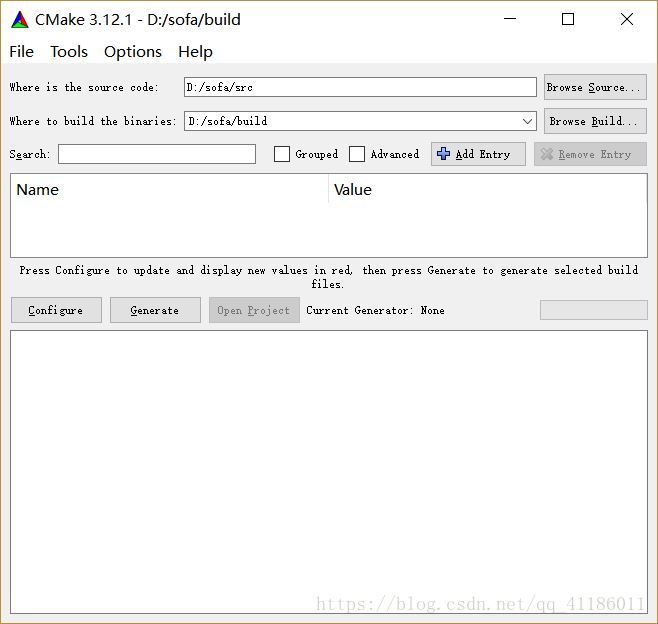 CMake 3.12.1 - D:/sofa/build
File Tools Options Help
Where is the source code: D:/sofa/src Browse Source...
Where to build the binaries: D:/sofa/build Browse Build...
Search: Grouped Advanced Add Entry Remove Entry
Name Value
Press Configure to update and display new values in red, then press Generate to generate selected build
files.
Configure Generate Open Project Current Generator: None
https://blog.csdn.net/qq_41186011